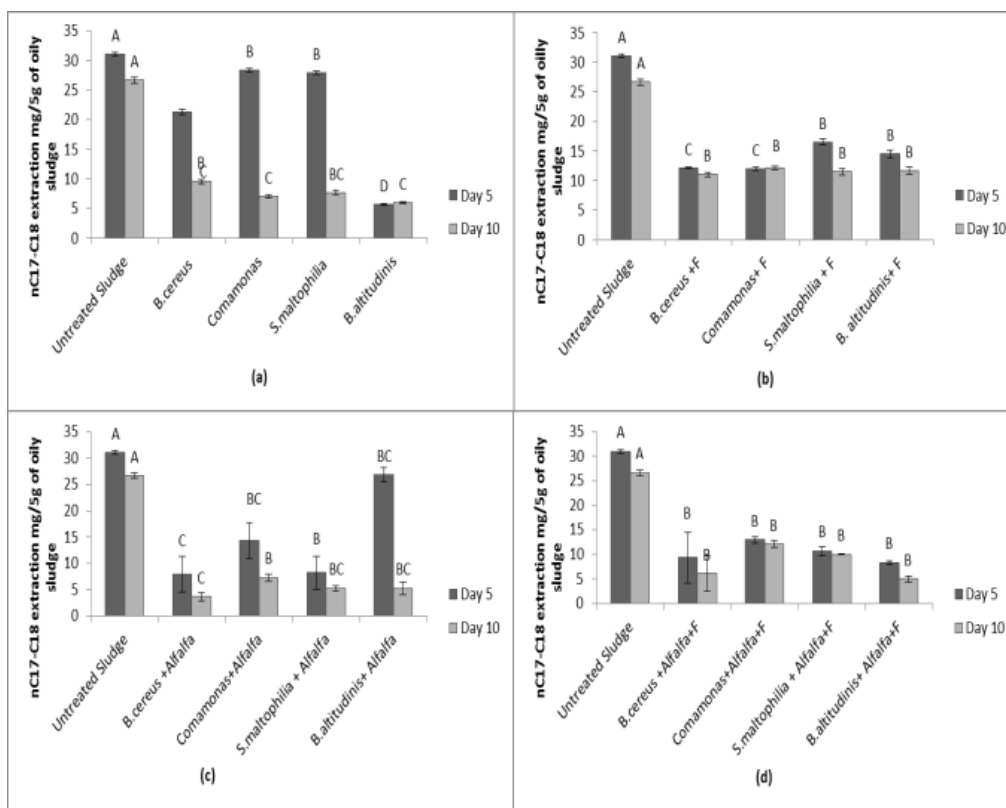 nC17-C18 extraction mg/5g of oily
sludge
35
30
25
20
15
10
5
0
A
A
B
C
B
C
B
BC
D
C
Day 5
Day 10
Untreated Sludge
B.cereus
Comamonas
S.maltophilia
B.altitudinis
(a)
nC17-C18 extraction mg/5g of oilly
sludge
35
30
25
20
15
10
5
0
A
A
C
B
C
B
B
B
B
B
Day 5
Day 10
Untreated Sludge
B.cereus +F
Comamonas+ F
S.maltophilia + F
B. altitudinis+ F
(b)
nC17-C18 extraction mg/5g of oily
sludge
35
30
25
20
15
10
5
0
A
A
C
C
BC
B
B
BC
BC
BC
Day 5
Day 10
Untreated Sludge
B.cereus +Alfalfa
Comamonas+Alfalfa
S.maltophilia + Alfalfa
B.altitudinis+ Alfalfa
(c)
nC17-C18 extraction mg/5g of oily
sludge
35
30
25
20
15
10
5
0
A
A
B
B
B
B
B
B
B
B
Day 5
Day 10
Untreated Sludge
B.cereus +Alfalfa+F
Comamonas+Alfalfa+F
S.maltophilia + Alfalfa+F
B.altitudinis+ Alfalfa+F
(d)